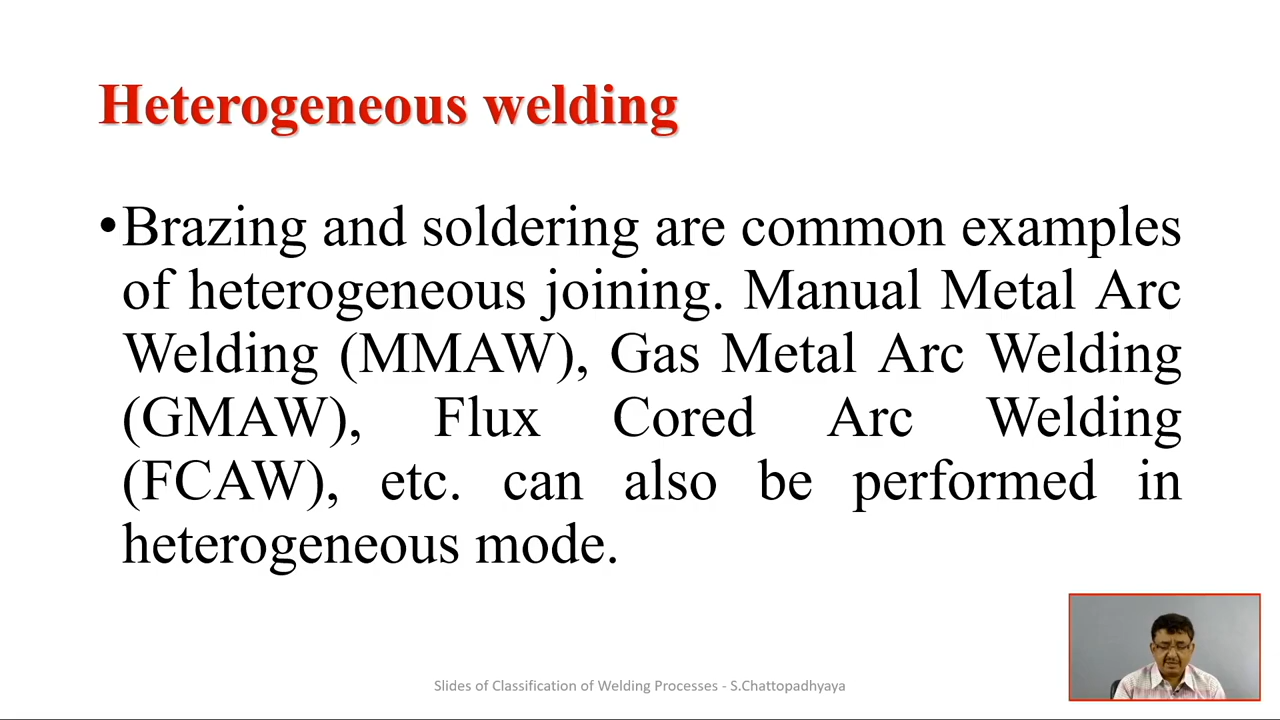 Heterogeneous welding
•Brazing and soldering are common examples
of heterogeneous joining. Manual Metal Arc
Welding (MMAW), Gas Metal Arc Welding
(GMAW), Flux Cored Arc Welding
(FCAW), etc. can also be performed in
heterogeneous mode.
Slides of Classification of Welding Processes - S.Chattopadhyaya